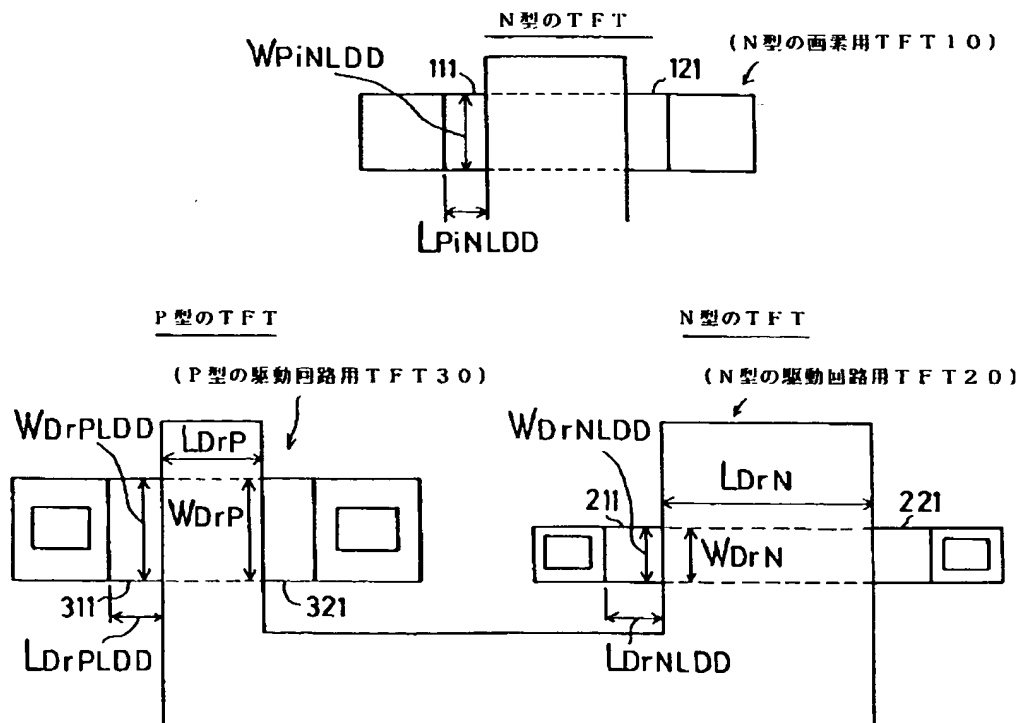 N型のTFT
(N型の画素用TFT10)
WPiNLDD
111
121
LPiNLDD
P型のTFT
N型のTFT
(P型の駆動回路用TFT30)
(N型の駆動回路用TFT20)
WDrPLDD
LDrP
WDrNLDD
LDrN
211
221
WDrP
WDrN
311
321
LDrPLDD
LDrNLDD